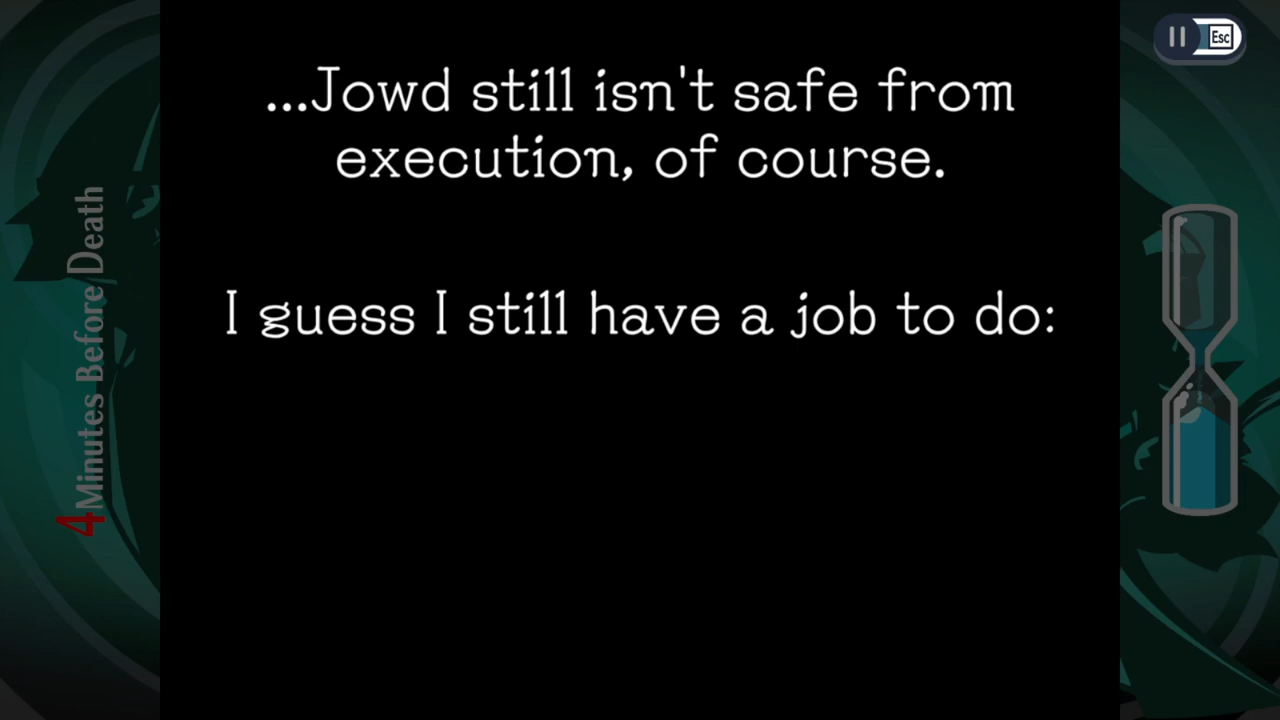 ...Jowd still isn't safe from
execution, of course.
I guess I still have a job to do:
4 Minutes Before Death
Esc